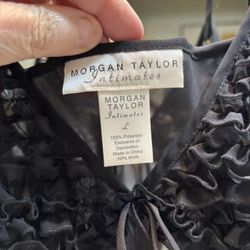 MORGAN TAYLOR
Intimates
MORGAN
TAYLOR
Intimates
L
100% Polyester
Exclusive of
Decoration
Made in China
WPL 8046